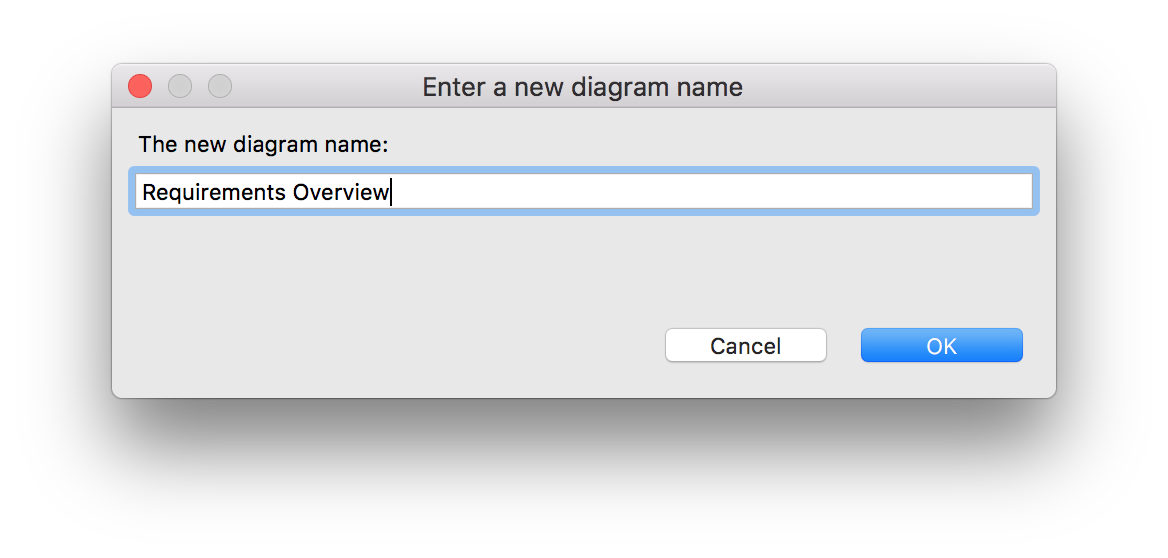 Enter a new diagram name
The new diagram name:
Requirements Overview
Cancel OK